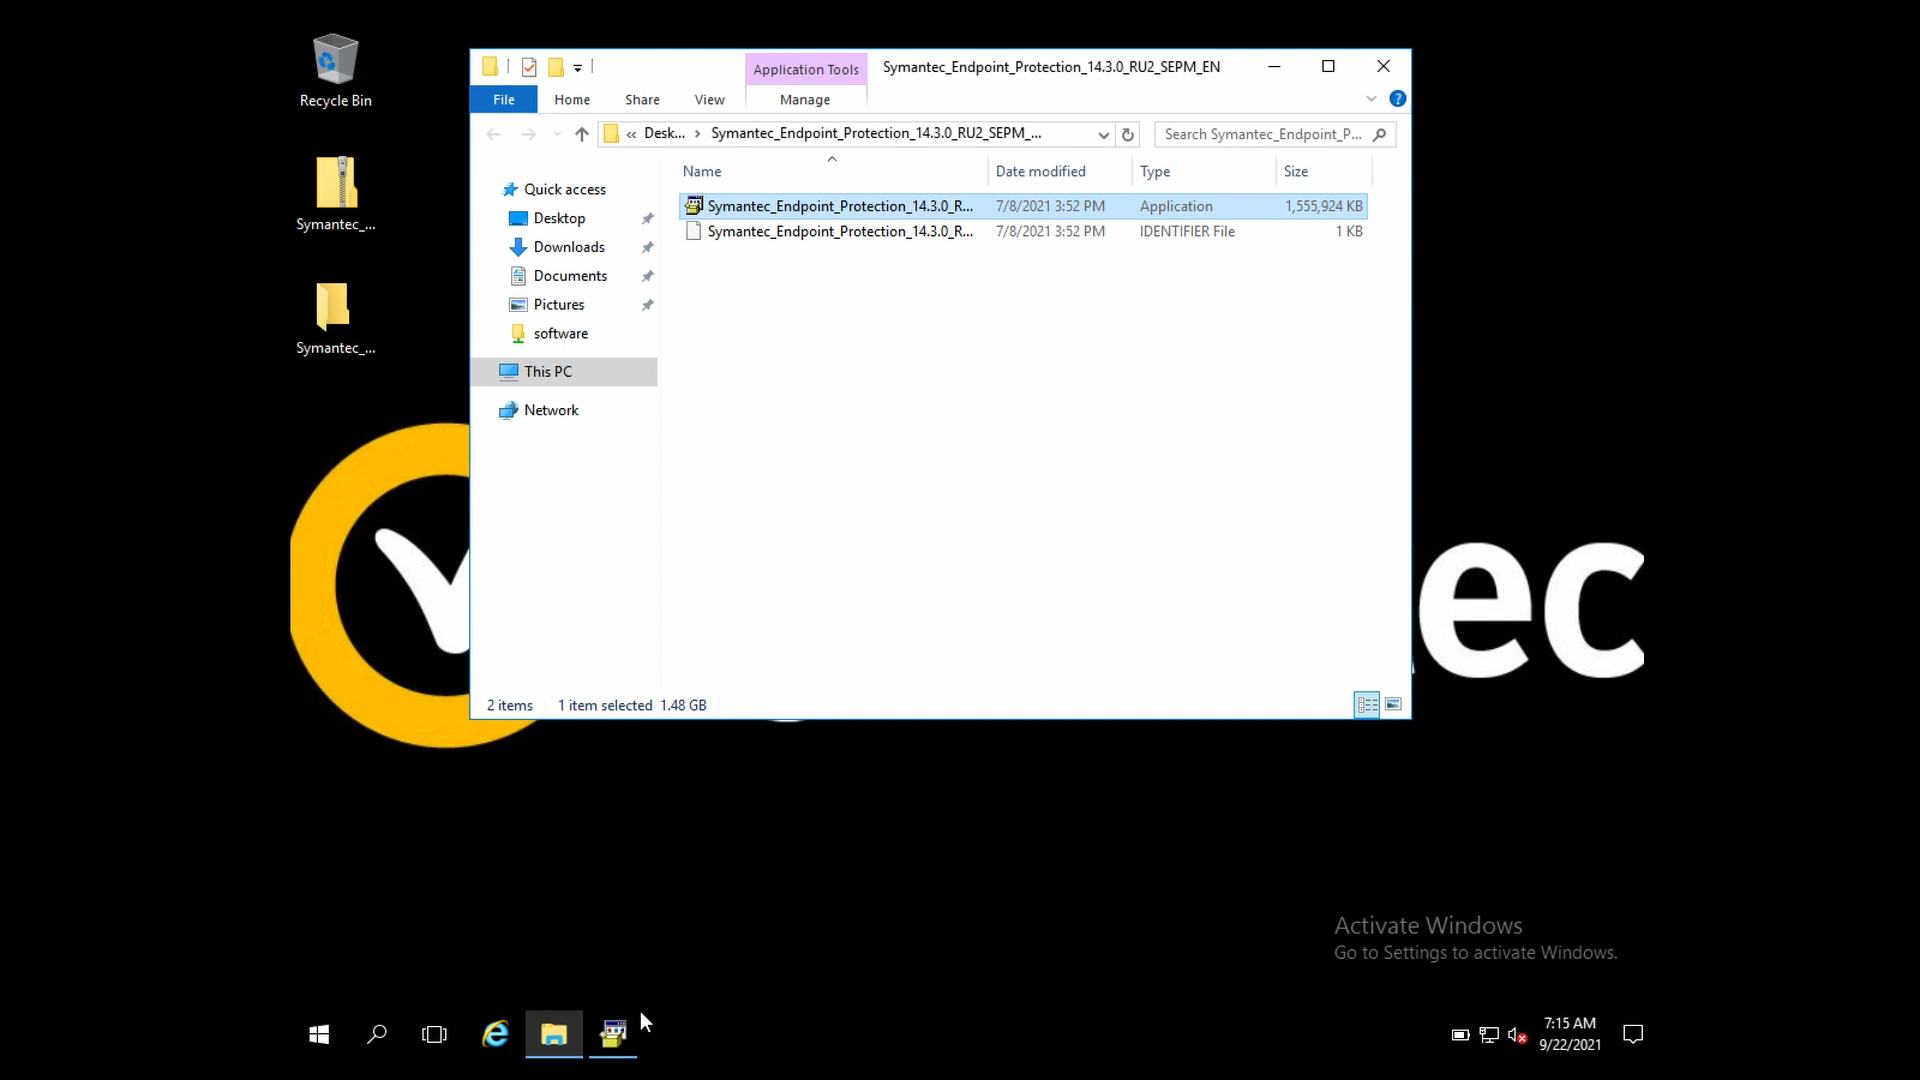 Recycle Bin
Symantec_...
Symantec_...
Application Tools
Symantec_Endpoint_Protection_14.3.0_RU2_SEPM_EN
File
Home
Share
View
Manage
?
« Desk... › Symantec_Endpoint_Protection_14.3.0_RU2_SEPM_...
Search Symantec_Endpoint_P...
Name
Date modified
Type
Size
Symantec_Endpoint_Protection_14.3.0_R... 7/8/2021 3:52 PM Application 1,555,924 KB
Symantec_Endpoint_Protection_14.3.0_R... 7/8/2021 3:52 PM IDENTIFIER File 1 KB
Quick access
Desktop
Downloads
Documents
Pictures
software
This PC
Network
2 items 1 item selected 1.48 GB
ec
Activate Windows
Go to Settings to activate Windows.
7:15 AM
9/22/2021